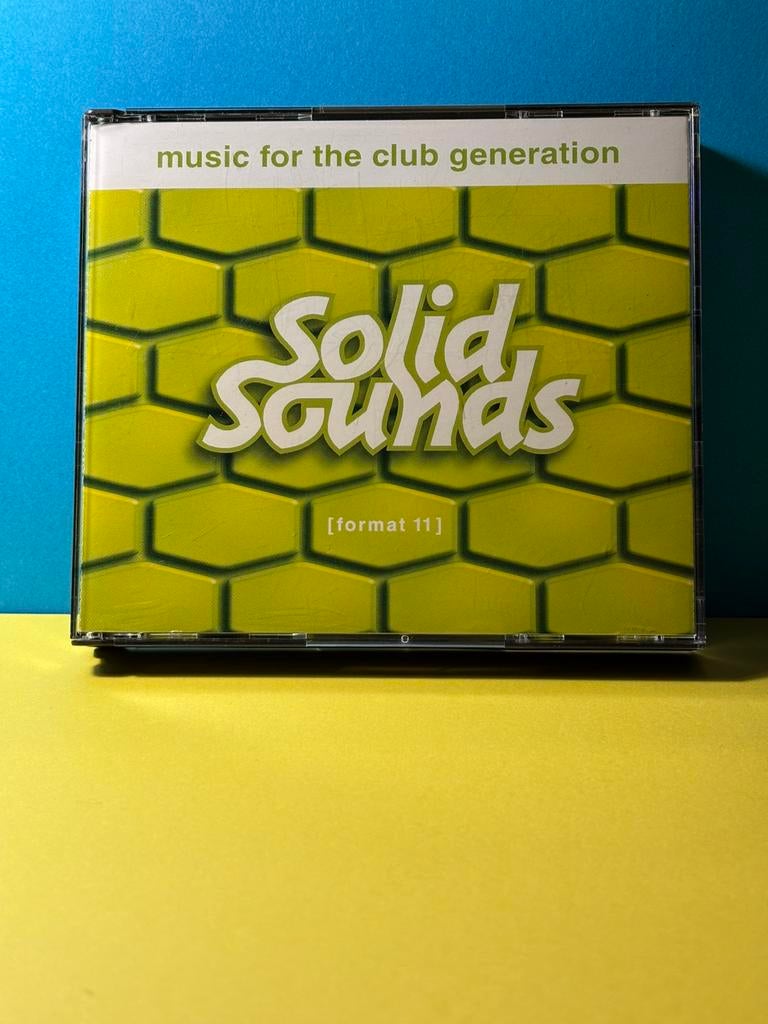 music for the club generation
Solid
Sounds
[format 11]